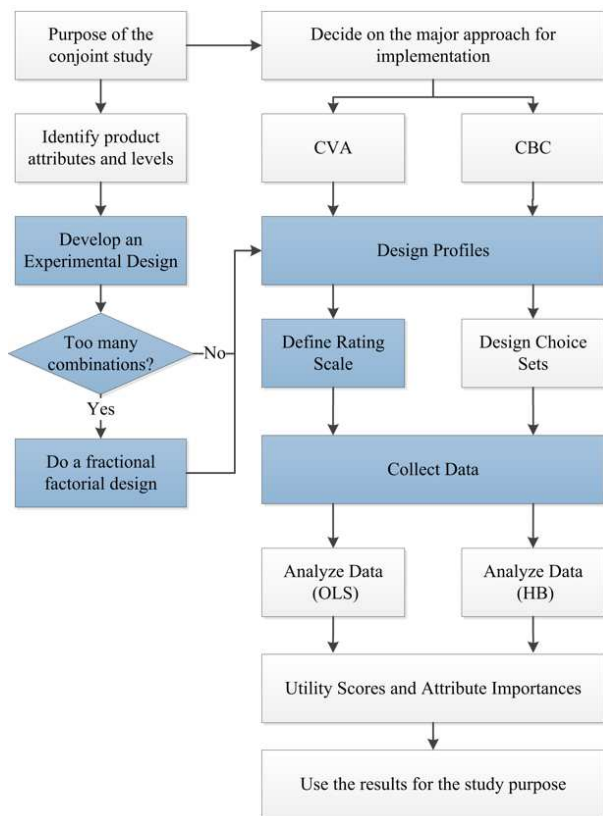 Purpose of the
conjoint study
Decide on the major approach for
implementation
Identify product
attributes and levels
CVA
CBC
Develop an
Experimental Design
Design Profiles
Too many
combinations?
No
Yes
Define Rating
Scale
Design Choice
Sets
Do a fractional
factorial design
Collect Data
Analyze Data
(OLS)
Analyze Data
(HB)
Utility Scores and Attribute Importances
Use the results for the study purpose